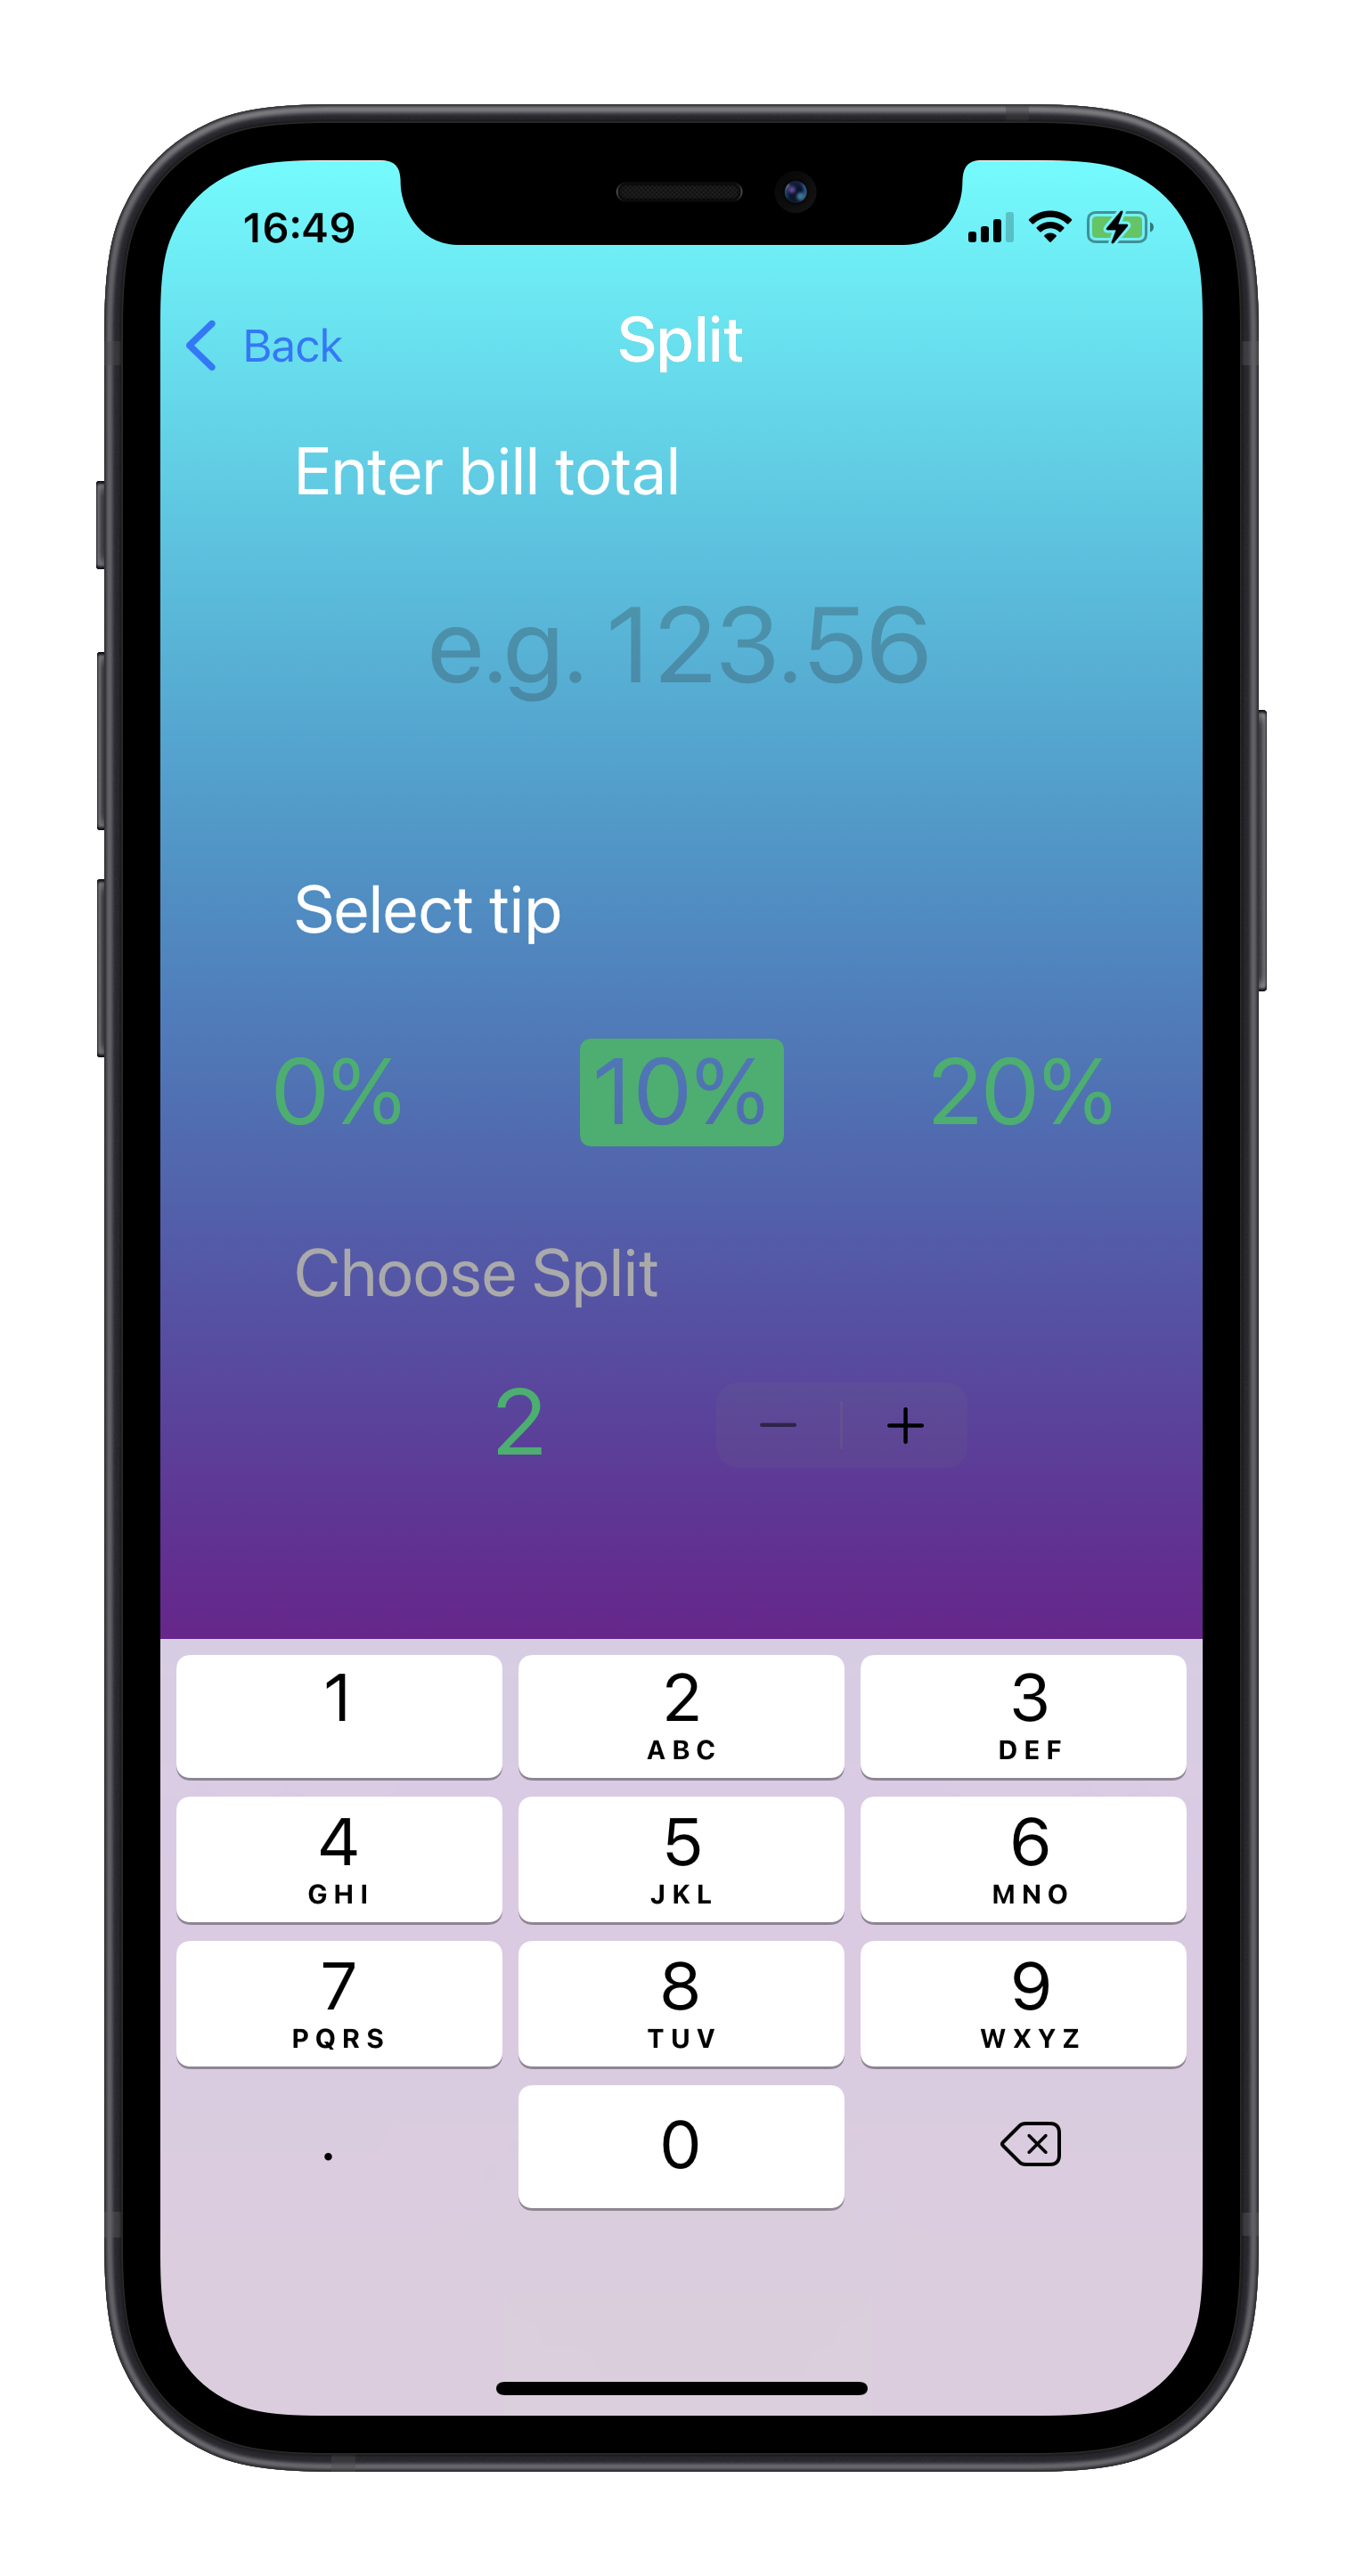 16:49
Back
Split
Enter bill total
e.g. 123.56
Select tip
0% 10% 20%
Choose Split
2 − +
1 2 3
ABC DEF
4 5 6
GHI JKL MNO
7 8 9
PQRS TUV WXYZ
. 0